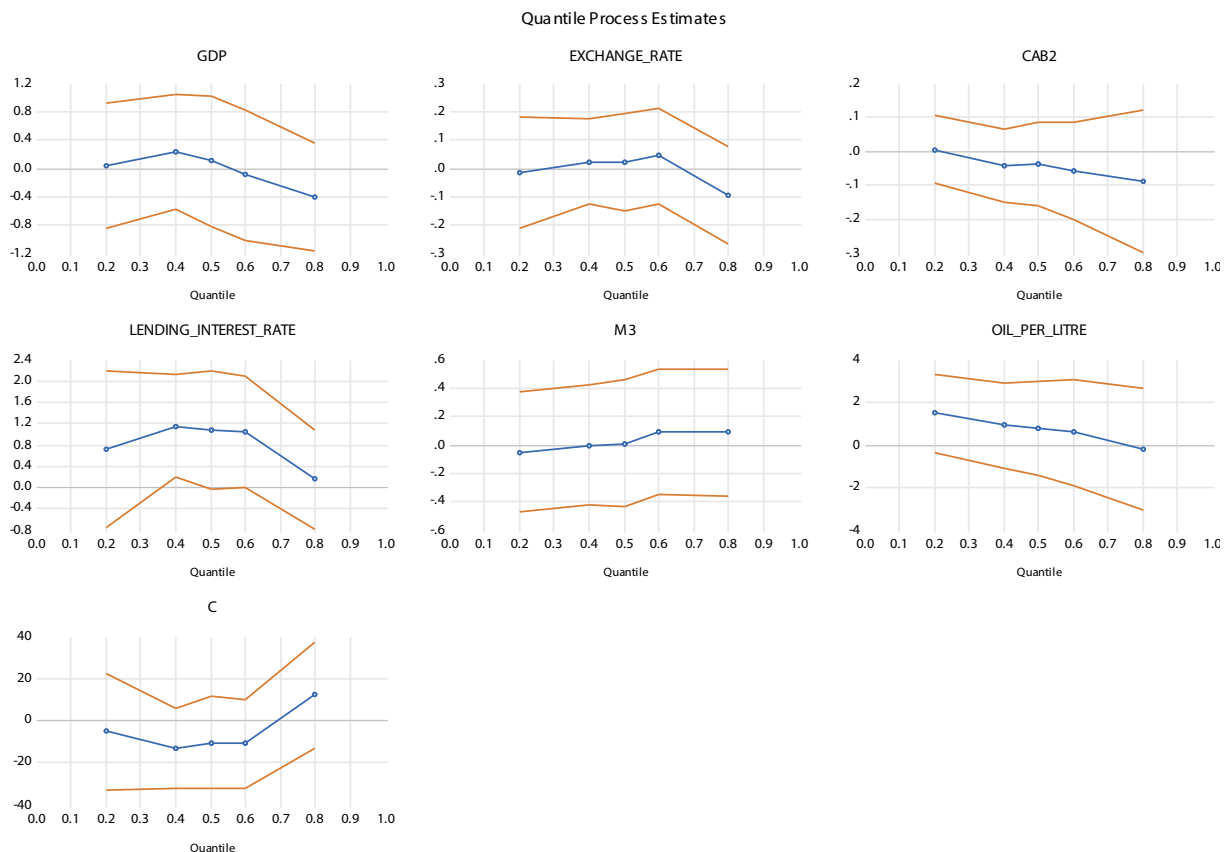 Quantile Process Estimates
GDP
1.2
0.8
0.4
0.0
-0.4
-0.8
-1.2
0.0 0.1 0.2 0.3 0.4 0.5 0.6 0.7 0.8 0.9 1.0
Quantile
EXCHANGE_RATE
.3
.2
.1
.0
-.1
-.2
-.3
0.0 0.1 0.2 0.3 0.4 0.5 0.6 0.7 0.8 0.9 1.0
Quantile
CAB2
.2
.1
.0
-.1
-.2
-.3
0.0 0.1 0.2 0.3 0.4 0.5 0.6 0.7 0.8 0.9 1.0
Quantile
LENDING_INTEREST_RATE
2.4
2.0
1.6
1.2
0.8
0.4
0.0
-0.4
-0.8
0.0 0.1 0.2 0.3 0.4 0.5 0.6 0.7 0.8 0.9 1.0
Quantile
M3
.6
.4
.2
.0
-.2
-.4
-.6
0.0 0.1 0.2 0.3 0.4 0.5 0.6 0.7 0.8 0.9 1.0
Quantile
OIL_PER_LITRE
4
2
0
-2
-4
0.0 0.1 0.2 0.3 0.4 0.5 0.6 0.7 0.8 0.9 1.0
Quantile
C
40
20
0
-20
-40
0.0 0.1 0.2 0.3 0.4 0.5 0.6 0.7 0.8 0.9 1.0
Quantile